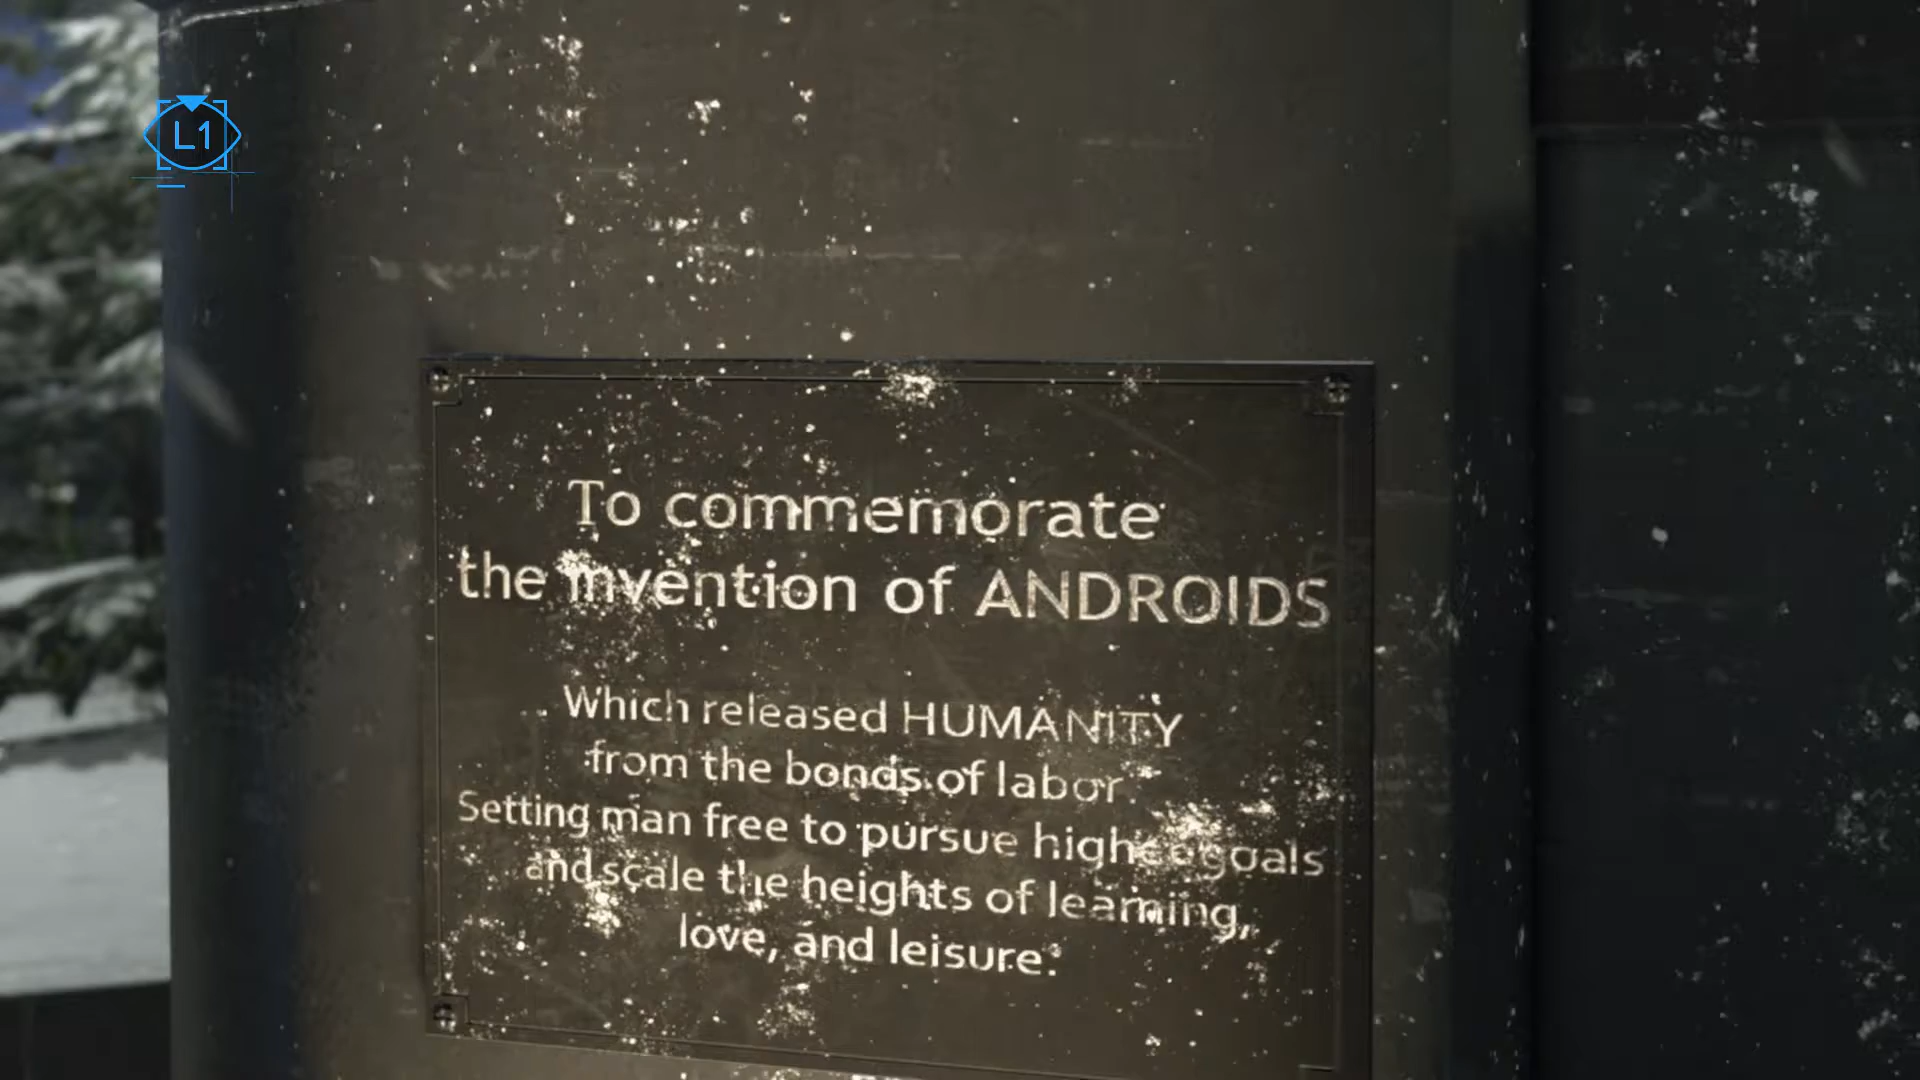 L1
To commemorate
the invention of ANDROIDS
Which released HUMANITY
from the bonds of labor.
Setting man free to pursue higher goals
and scale the heights of learning,
love, and leisure.